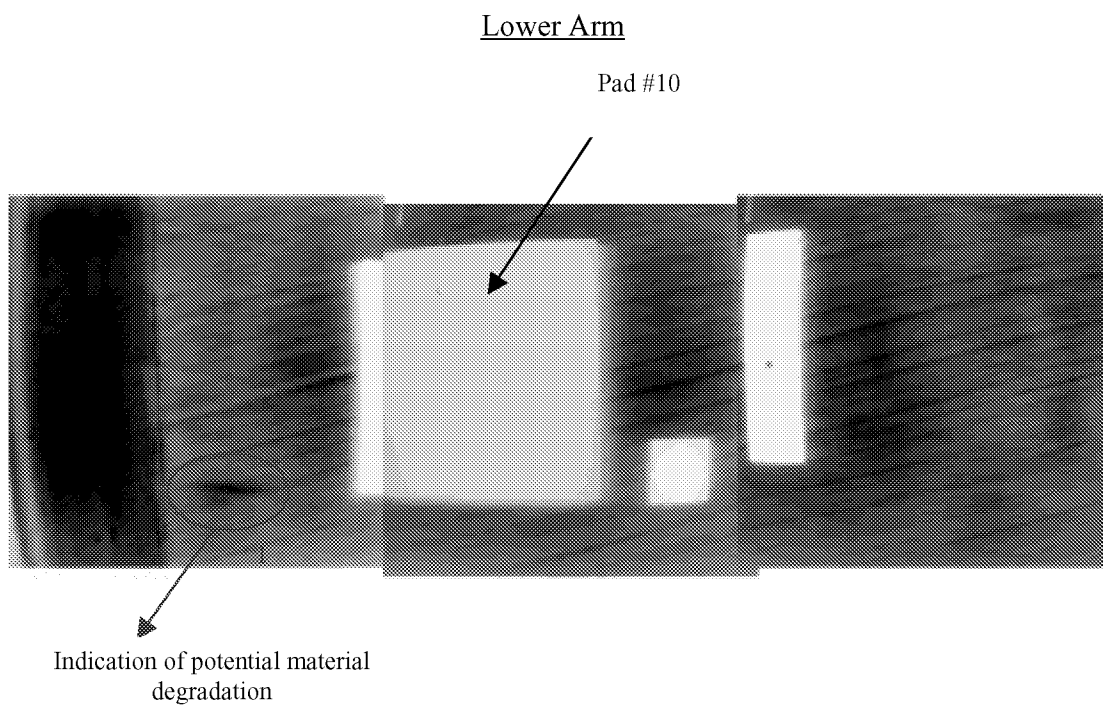 Lower Arm
Pad #10
Indication of potential material
degradation